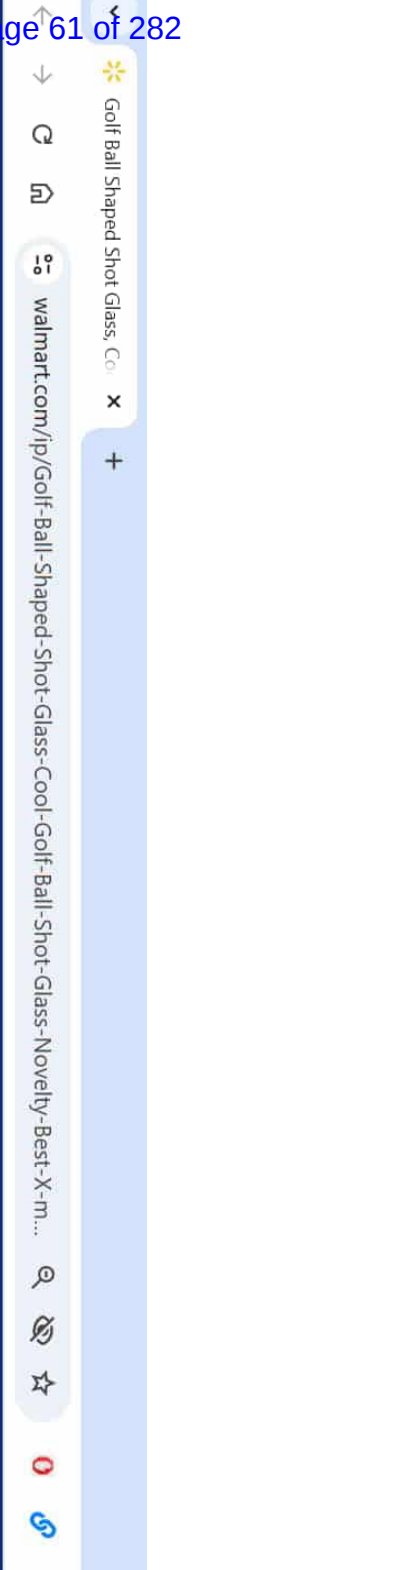 ge 61 of 282
Golf Ball Shaped Shot Glass, Co
walmart.com/ip/Golf-Ball-Shaped-Shot-Glass-Cool-Golf-Ball-Shot-Glass-Novelty-Best-X-m...